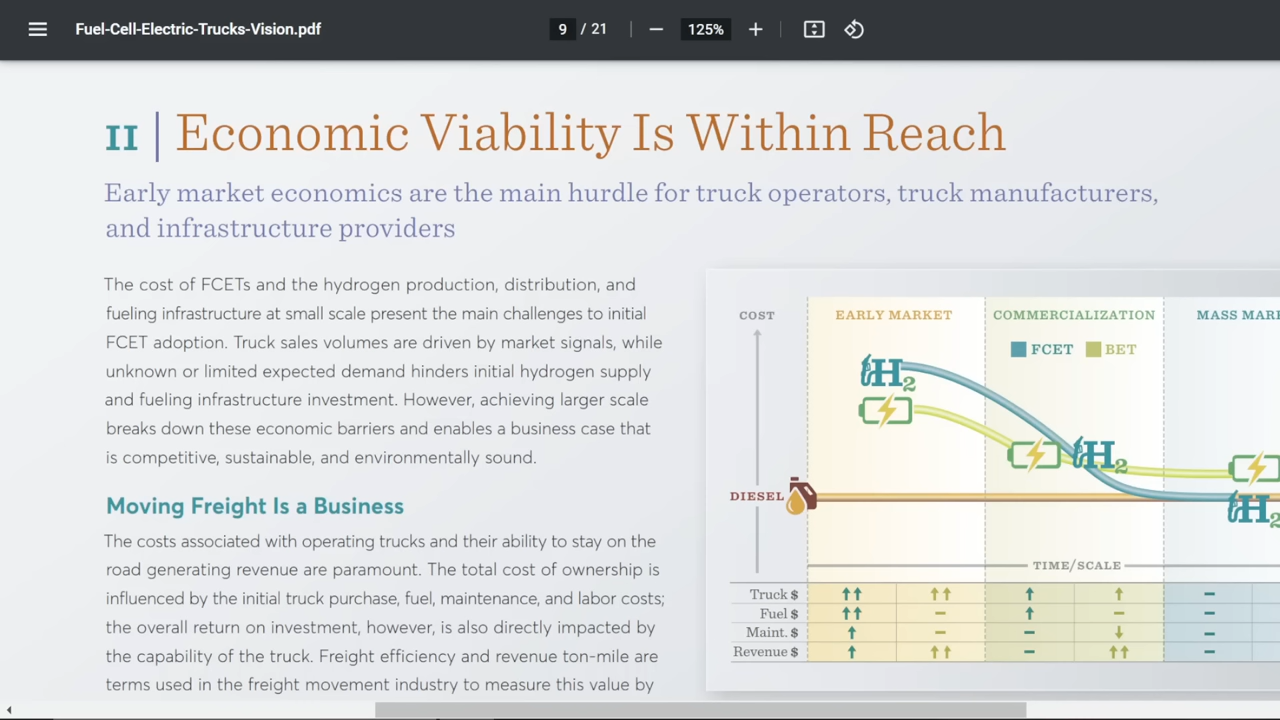 Fuel-Cell-Electric-Trucks-Vision.pdf
9 / 21
125%
II | Economic Viability Is Within Reach
Early market economics are the main hurdle for truck operators, truck manufacturers,
and infrastructure providers
The cost of FCETs and the hydrogen production, distribution, and
fueling infrastructure at small scale present the main challenges to initial
FCET adoption. Truck sales volumes are driven by market signals, while
unknown or limited expected demand hinders initial hydrogen supply
and fueling infrastructure investment. However, achieving larger scale
breaks down these economic barriers and enables a business case that
is competitive, sustainable, and environmentally sound.
Moving Freight Is a Business
The costs associated with operating trucks and their ability to stay on the
road generating revenue are paramount. The total cost of ownership is
influenced by the initial truck purchase, fuel, maintenance, and labor costs;
the overall return on investment, however, is also directly impacted by
the capability of the truck. Freight efficiency and revenue ton-mile are
terms used in the freight movement industry to measure this value by
COST
EARLY MARKET
COMMERCIALIZATION
MASS MAR
FCET
BET
H2
H2
DIESEL
H2
TIME/SCALE
Truck $ ↑↑ ↑↑ ↑ ↑ –
Fuel $ ↑↑ – ↑ – –
Maint. $ ↑ – – ↓ –
Revenue $ ↑ ↑↑ – ↑↑ –